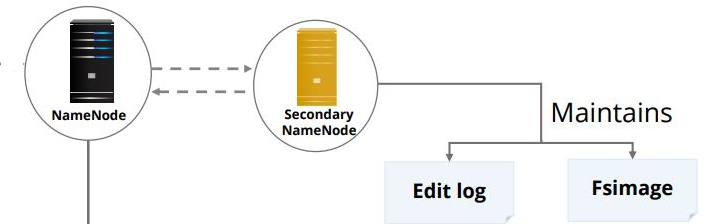 NameNode
Secondary
NameNode
Maintains
Edit log
Fsimage